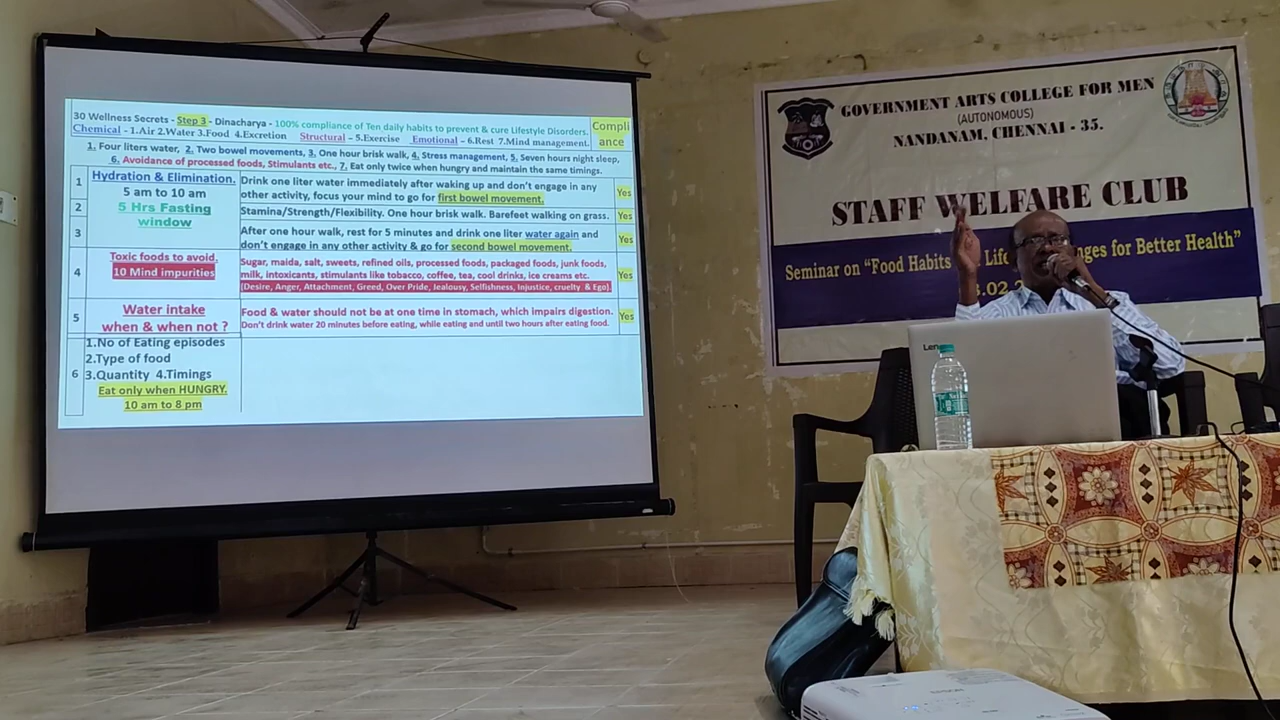 30 Wellness Secrets - Step 3 - Dinacharya - 100% compliance of Ten daily habits to prevent & cure Lifestyle Disorders.
Chemical - 1.Air 2.Water 3.Food 4.Excretion Structural - 5.Exercise Emotional - 6.Rest 7.Mind management.
Compli
ance
1. Four liters water, 2. Two bowel movements, 3. One hour brisk walk, 4. Stress management, 5. Seven hours night sleep,
6. Avoidance of processed foods, Stimulants etc., 7. Eat only twice when hungry and maintain the same timings.
1
Hydration & Elimination.
5 am to 10 am
Drink one liter water immediately after waking up and don't engage in any
other activity, focus your mind to go for first bowel movement.
Yes
2
5 Hrs Fasting
window
Stamina/Strength/Flexibility. One hour brisk walk. Barefeet walking on grass.
Yes
3
After one hour walk, rest for 5 minutes and drink one liter water again and
don't engage in any other activity & go for second bowel movement.
Yes
4
Toxic foods to avoid.
10 Mind impurities
Sugar, maida, salt, sweets, refined oils, processed foods, packaged foods, junk foods,
milk, intoxicants, stimulants like tobacco, coffee, tea, cool drinks, ice creams etc.
(Desire, Anger, Attachment, Greed, Over Pride, Jealousy, Selfishness, Injustice, cruelty & Ego).
Yes
5
Water intake
when & when not ?
Food & water should not be at one time in stomach, which impairs digestion.
Don't drink water 20 minutes before eating, while eating and until two hours after eating food.
Yes
6
1.No of Eating episodes
2.Type of food
3.Quantity 4.Timings
Eat only when HUNGRY.
10 am to 8 pm
GOVERNMENT ARTS COLLEGE FOR MEN
(AUTONOMOUS)
NANDANAM, CHENNAI - 35.
STAFF WELFARE CLUB
Seminar on "Food Habits Life for Better Health"
.02.2
Len